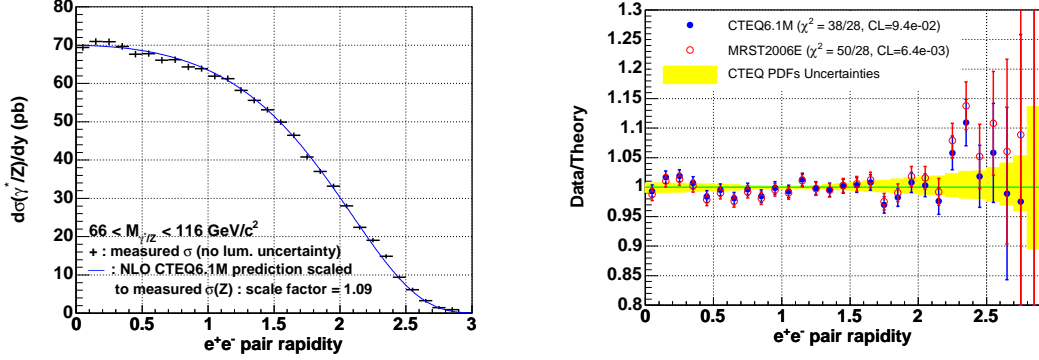 dσ(γ*/Z)/dy (pb)
80
70
60
50
40
30
20
10
0
66 < M_γ*/Z < 116 GeV/c²
+ : measured σ (no lum. uncertainty)
— : NLO CTEQ6.1M prediction scaled
to measured σ(Z) : scale factor = 1.09
0 0.5 1 1.5 2 2.5 3
e⁺e⁻ pair rapidity
Data/Theory
1.3
1.25
1.2
1.15
1.1
1.05
1
0.95
0.9
0.85
0.8
CTEQ6.1M (χ² = 38/28, CL=9.4e-02)
MRST2006E (χ² = 50/28, CL=6.4e-03)
CTEQ PDFs Uncertainties
0 0.5 1 1.5 2 2.5
e⁺e⁻ pair rapidity